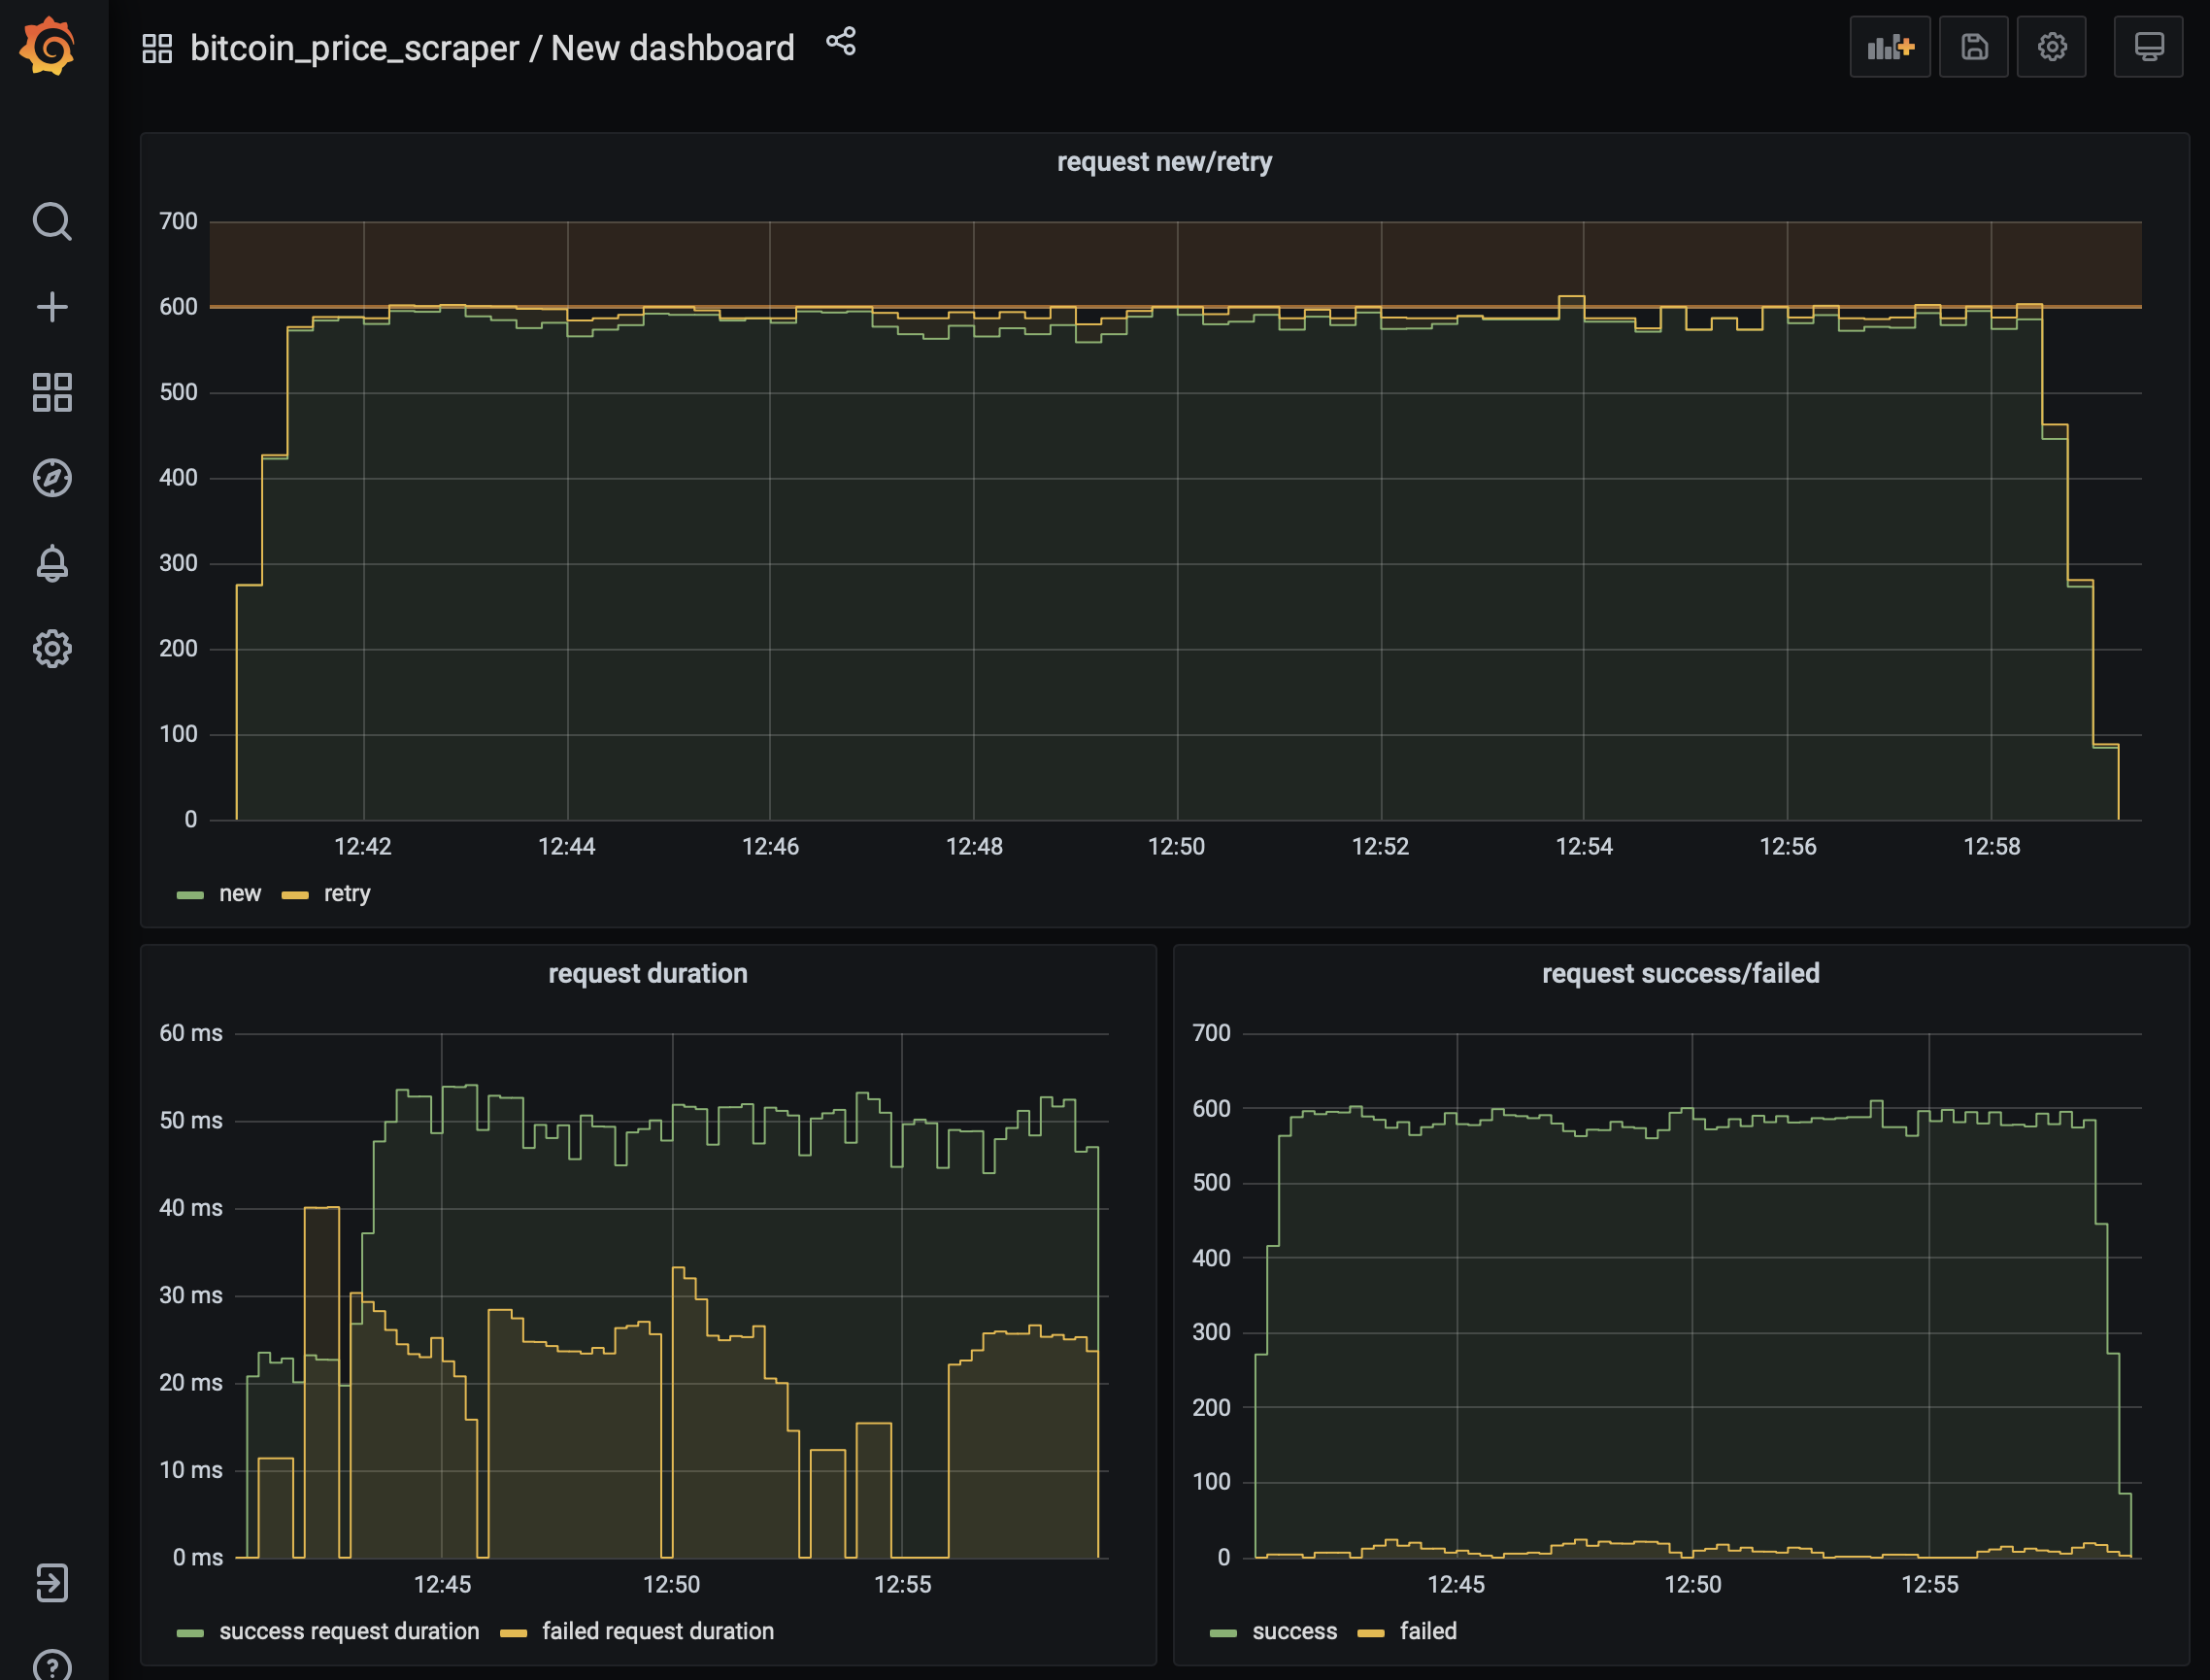 bitcoin_price_scraper / New dashboard
request new/retry
700
600
500
400
300
200
100
0
12:42 12:44 12:46 12:48 12:50 12:52 12:54 12:56 12:58
new retry
request duration
60 ms
50 ms
40 ms
30 ms
20 ms
10 ms
0 ms
12:45 12:50 12:55
success request duration failed request duration
request success/failed
700
600
500
400
300
200
100
0
12:45 12:50 12:55
success failed